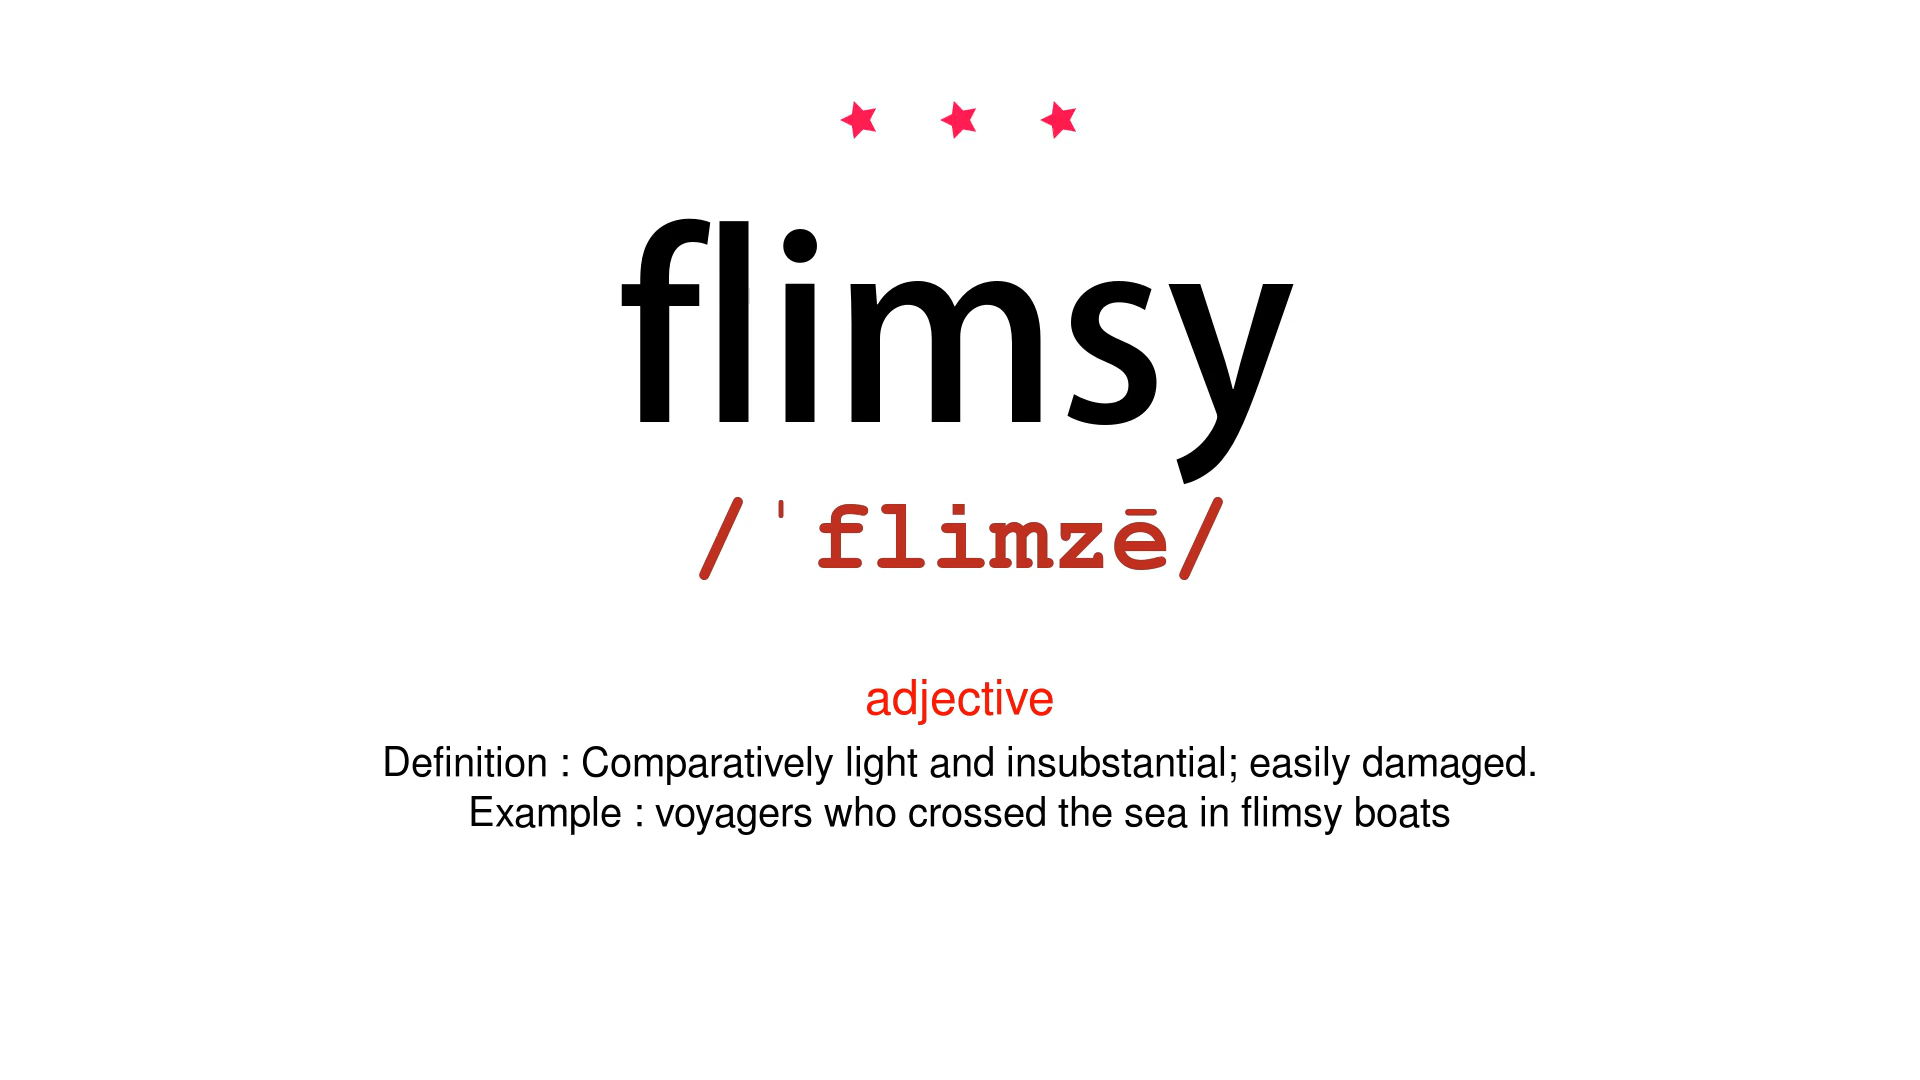 flimsy
/ˈflimzē/
adjective
Definition : Comparatively light and insubstantial; easily damaged.
Example : voyagers who crossed the sea in flimsy boats